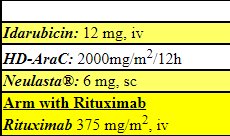 Idarubicin: 12 mg, iv
HD-AraC: 2000mg/m²/12h
Neulasta®: 6 mg, sc
Arm with Rituximab
Rituximab 375 mg/m², iv